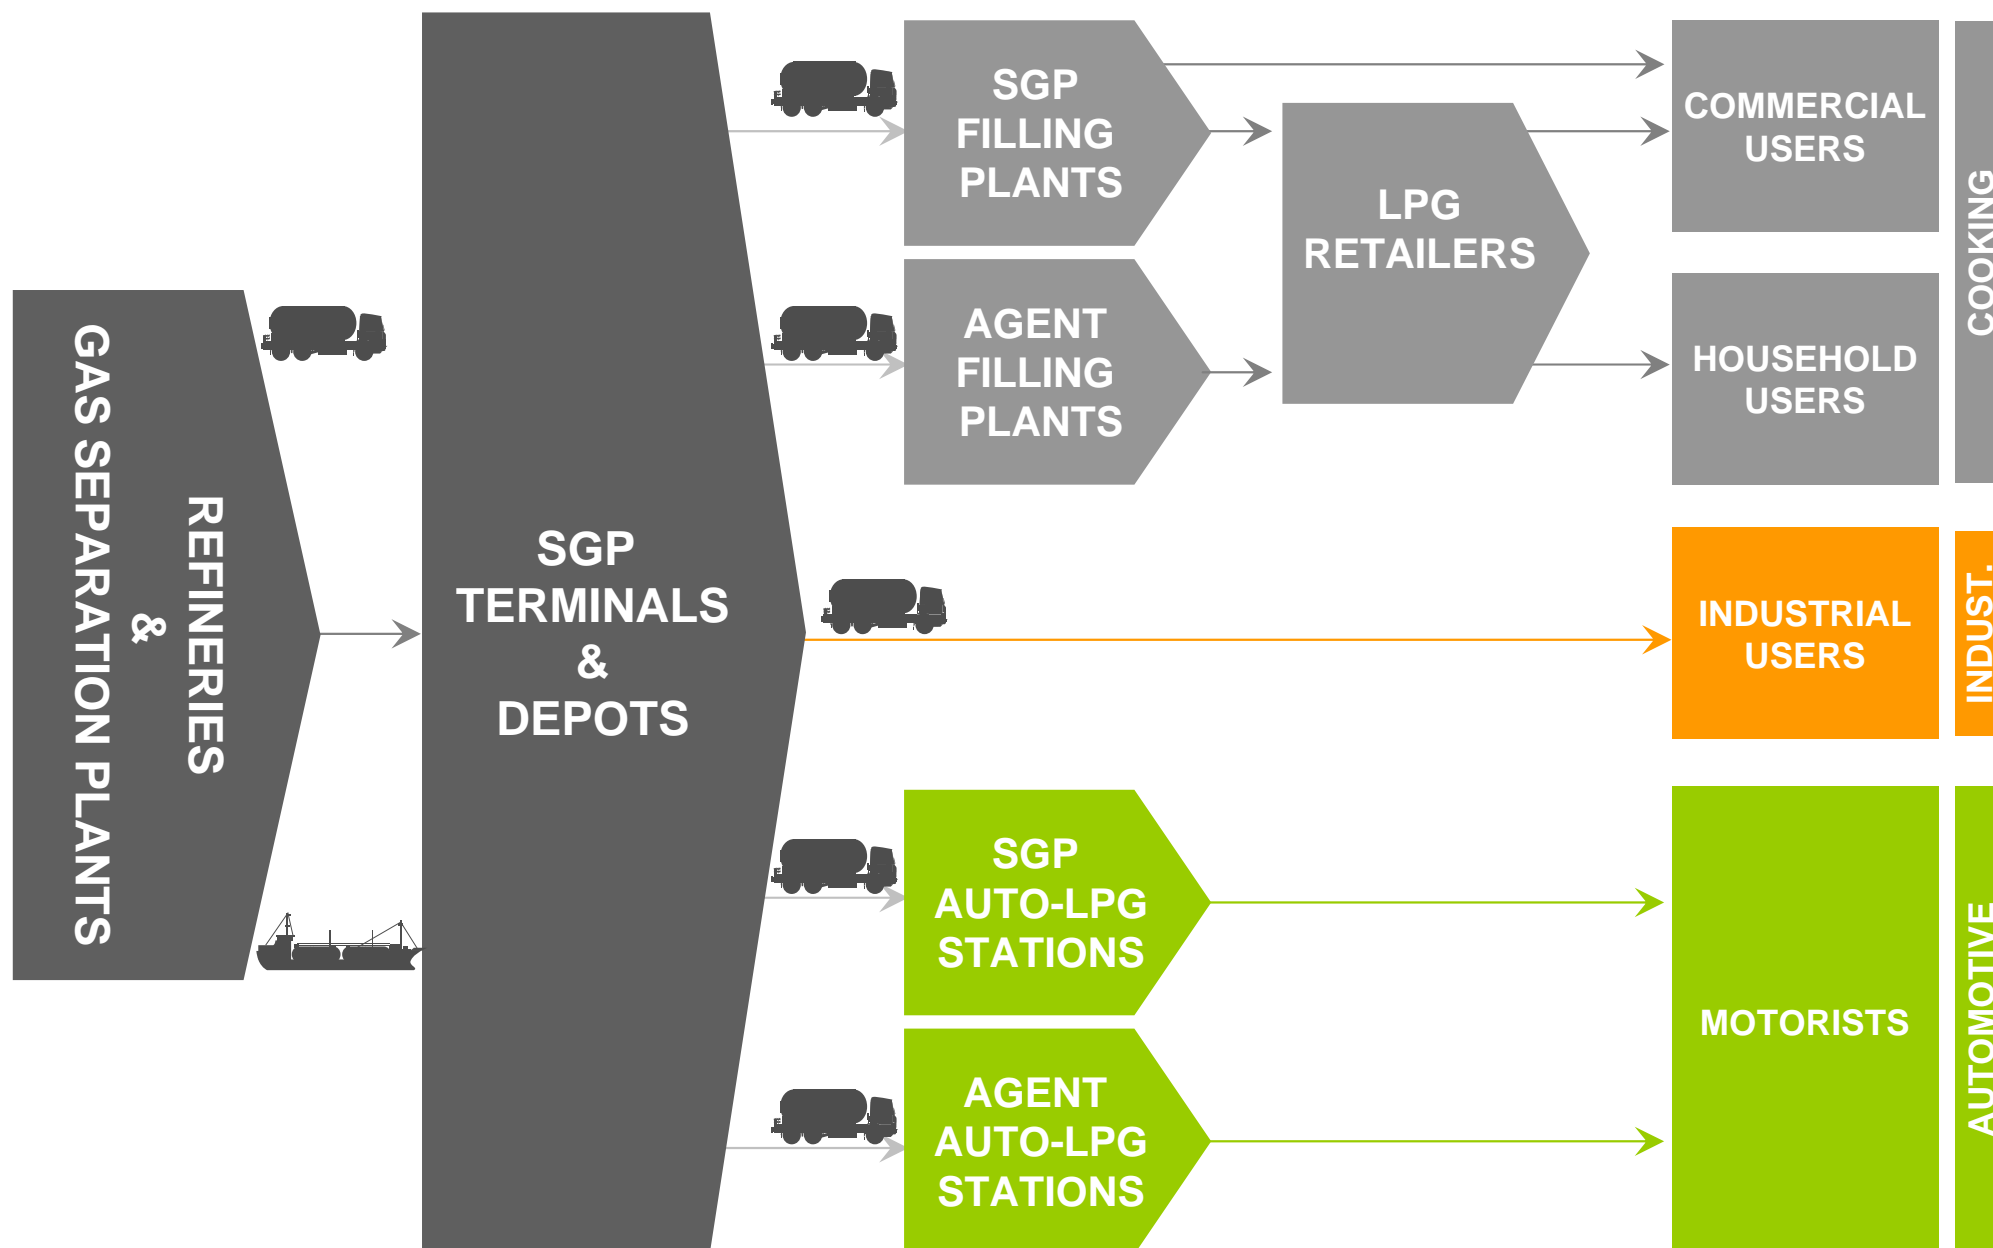 GAS SEPARATION PLANTS
&
REFINERIES
SGP
TERMINALS
&
DEPOTS
SGP
FILLING
PLANTS
AGENT
FILLING
PLANTS
LPG
RETAILERS
COMMERCIAL
USERS
HOUSEHOLD
USERS
COOKING
INDUSTRIAL
USERS
INDUST.
SGP
AUTO-LPG
STATIONS
AGENT
AUTO-LPG
STATIONS
MOTORISTS
AUTOMOTIVE